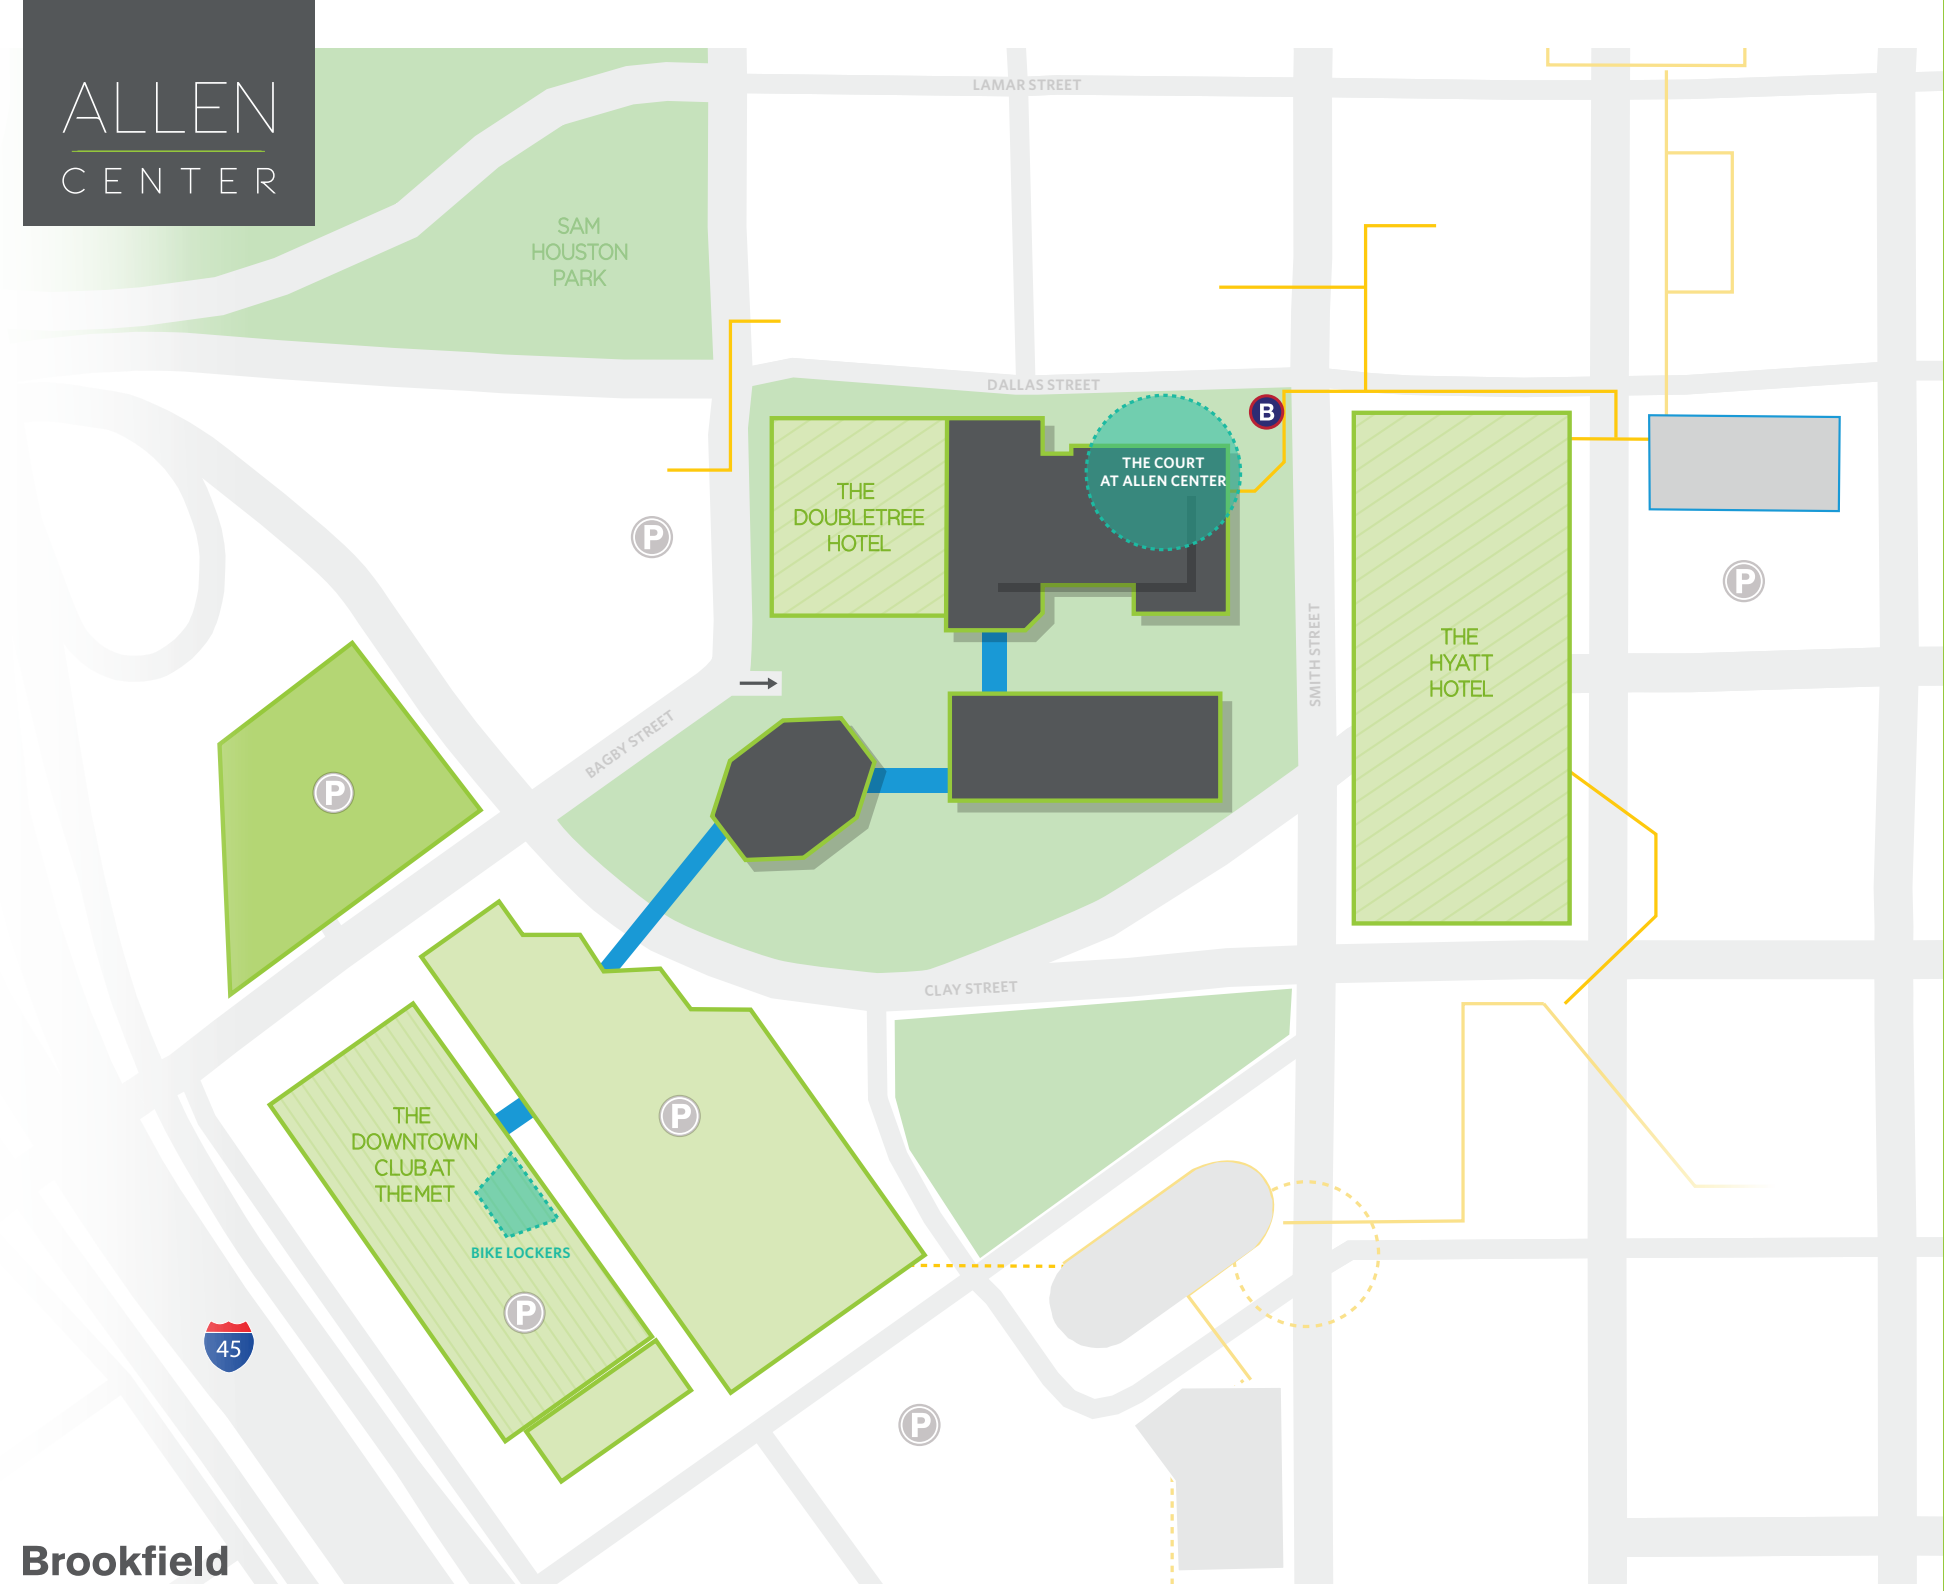 ALLEN
CENTER
LAMAR STREET
SAM
HOUSTON
PARK
DALLAS STREET
B
THE COURT
AT ALLEN CENTER
THE
DOUBLETREE
HOTEL
P
P
THE
HYATT
HOTEL
SMITH STREET
BAGBY STREET
P
CLAY STREET
P
THE
DOWNTOWN
CLUB AT
THE MET
BIKE LOCKERS
P
45
P
Brookfield